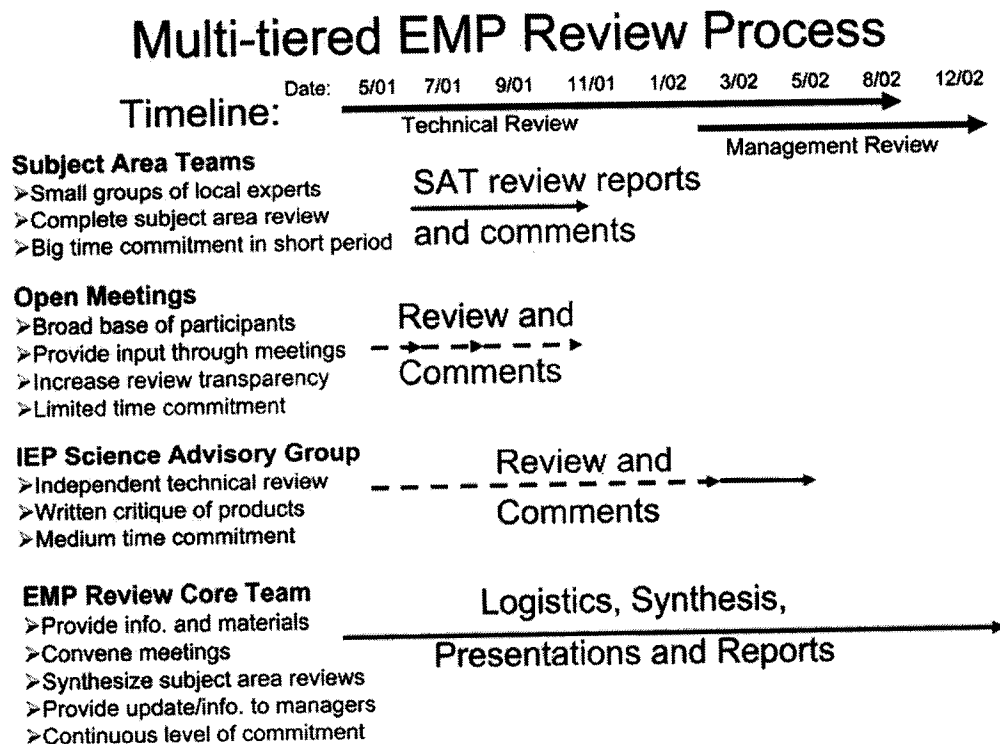 Multi-tiered EMP Review Process
Date: 5/01 7/01 9/01 11/01 1/02 3/02 5/02 8/02 12/02
Timeline:
Technical Review
Management Review
Subject Area Teams
➢Small groups of local experts
➢Complete subject area review
➢Big time commitment in short period
SAT review reports
and comments
Open Meetings
➢Broad base of participants
➢Provide input through meetings
➢Increase review transparency
➢Limited time commitment
Review and
Comments
IEP Science Advisory Group
➢Independent technical review
➢Written critique of products
➢Medium time commitment
Review and
Comments
EMP Review Core Team
➢Provide info. and materials
➢Convene meetings
➢Synthesize subject area reviews
➢Provide update/info. to managers
➢Continuous level of commitment
Logistics, Synthesis,
Presentations and Reports